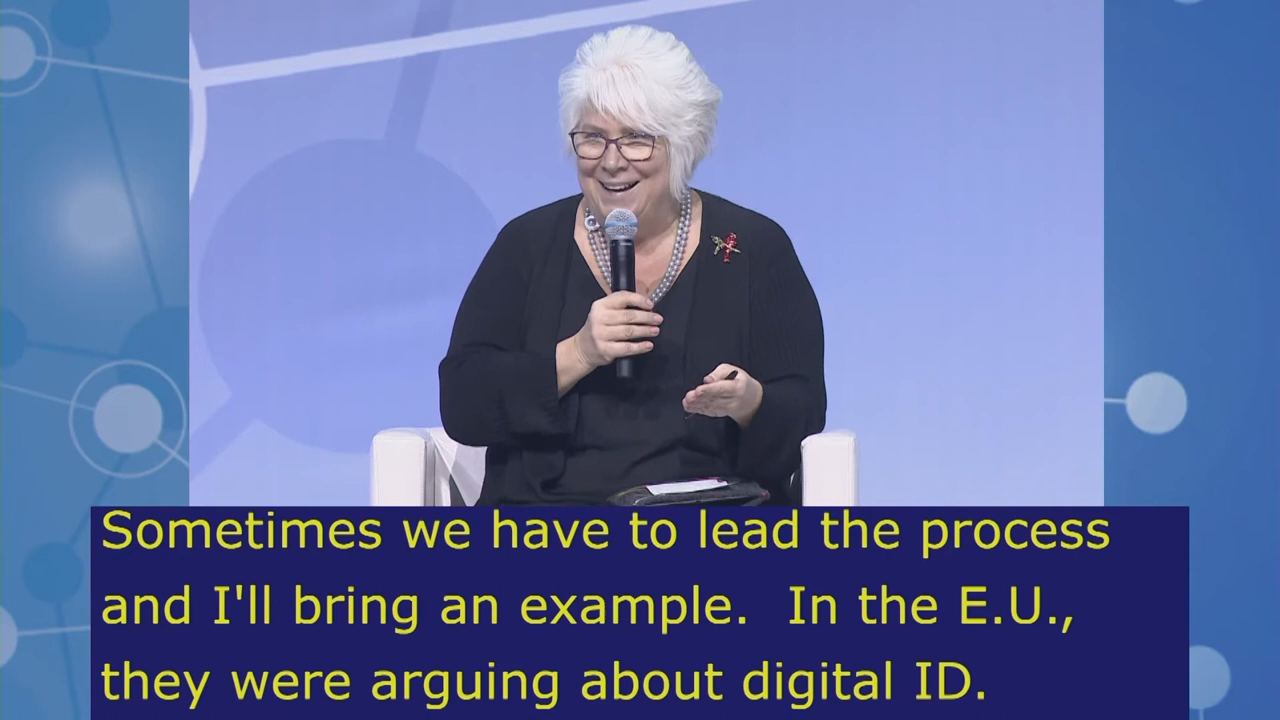 Sometimes we have to lead the process
and I'll bring an example.  In the E.U.,
they were arguing about digital ID.